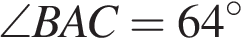 ∠BAC = 64°